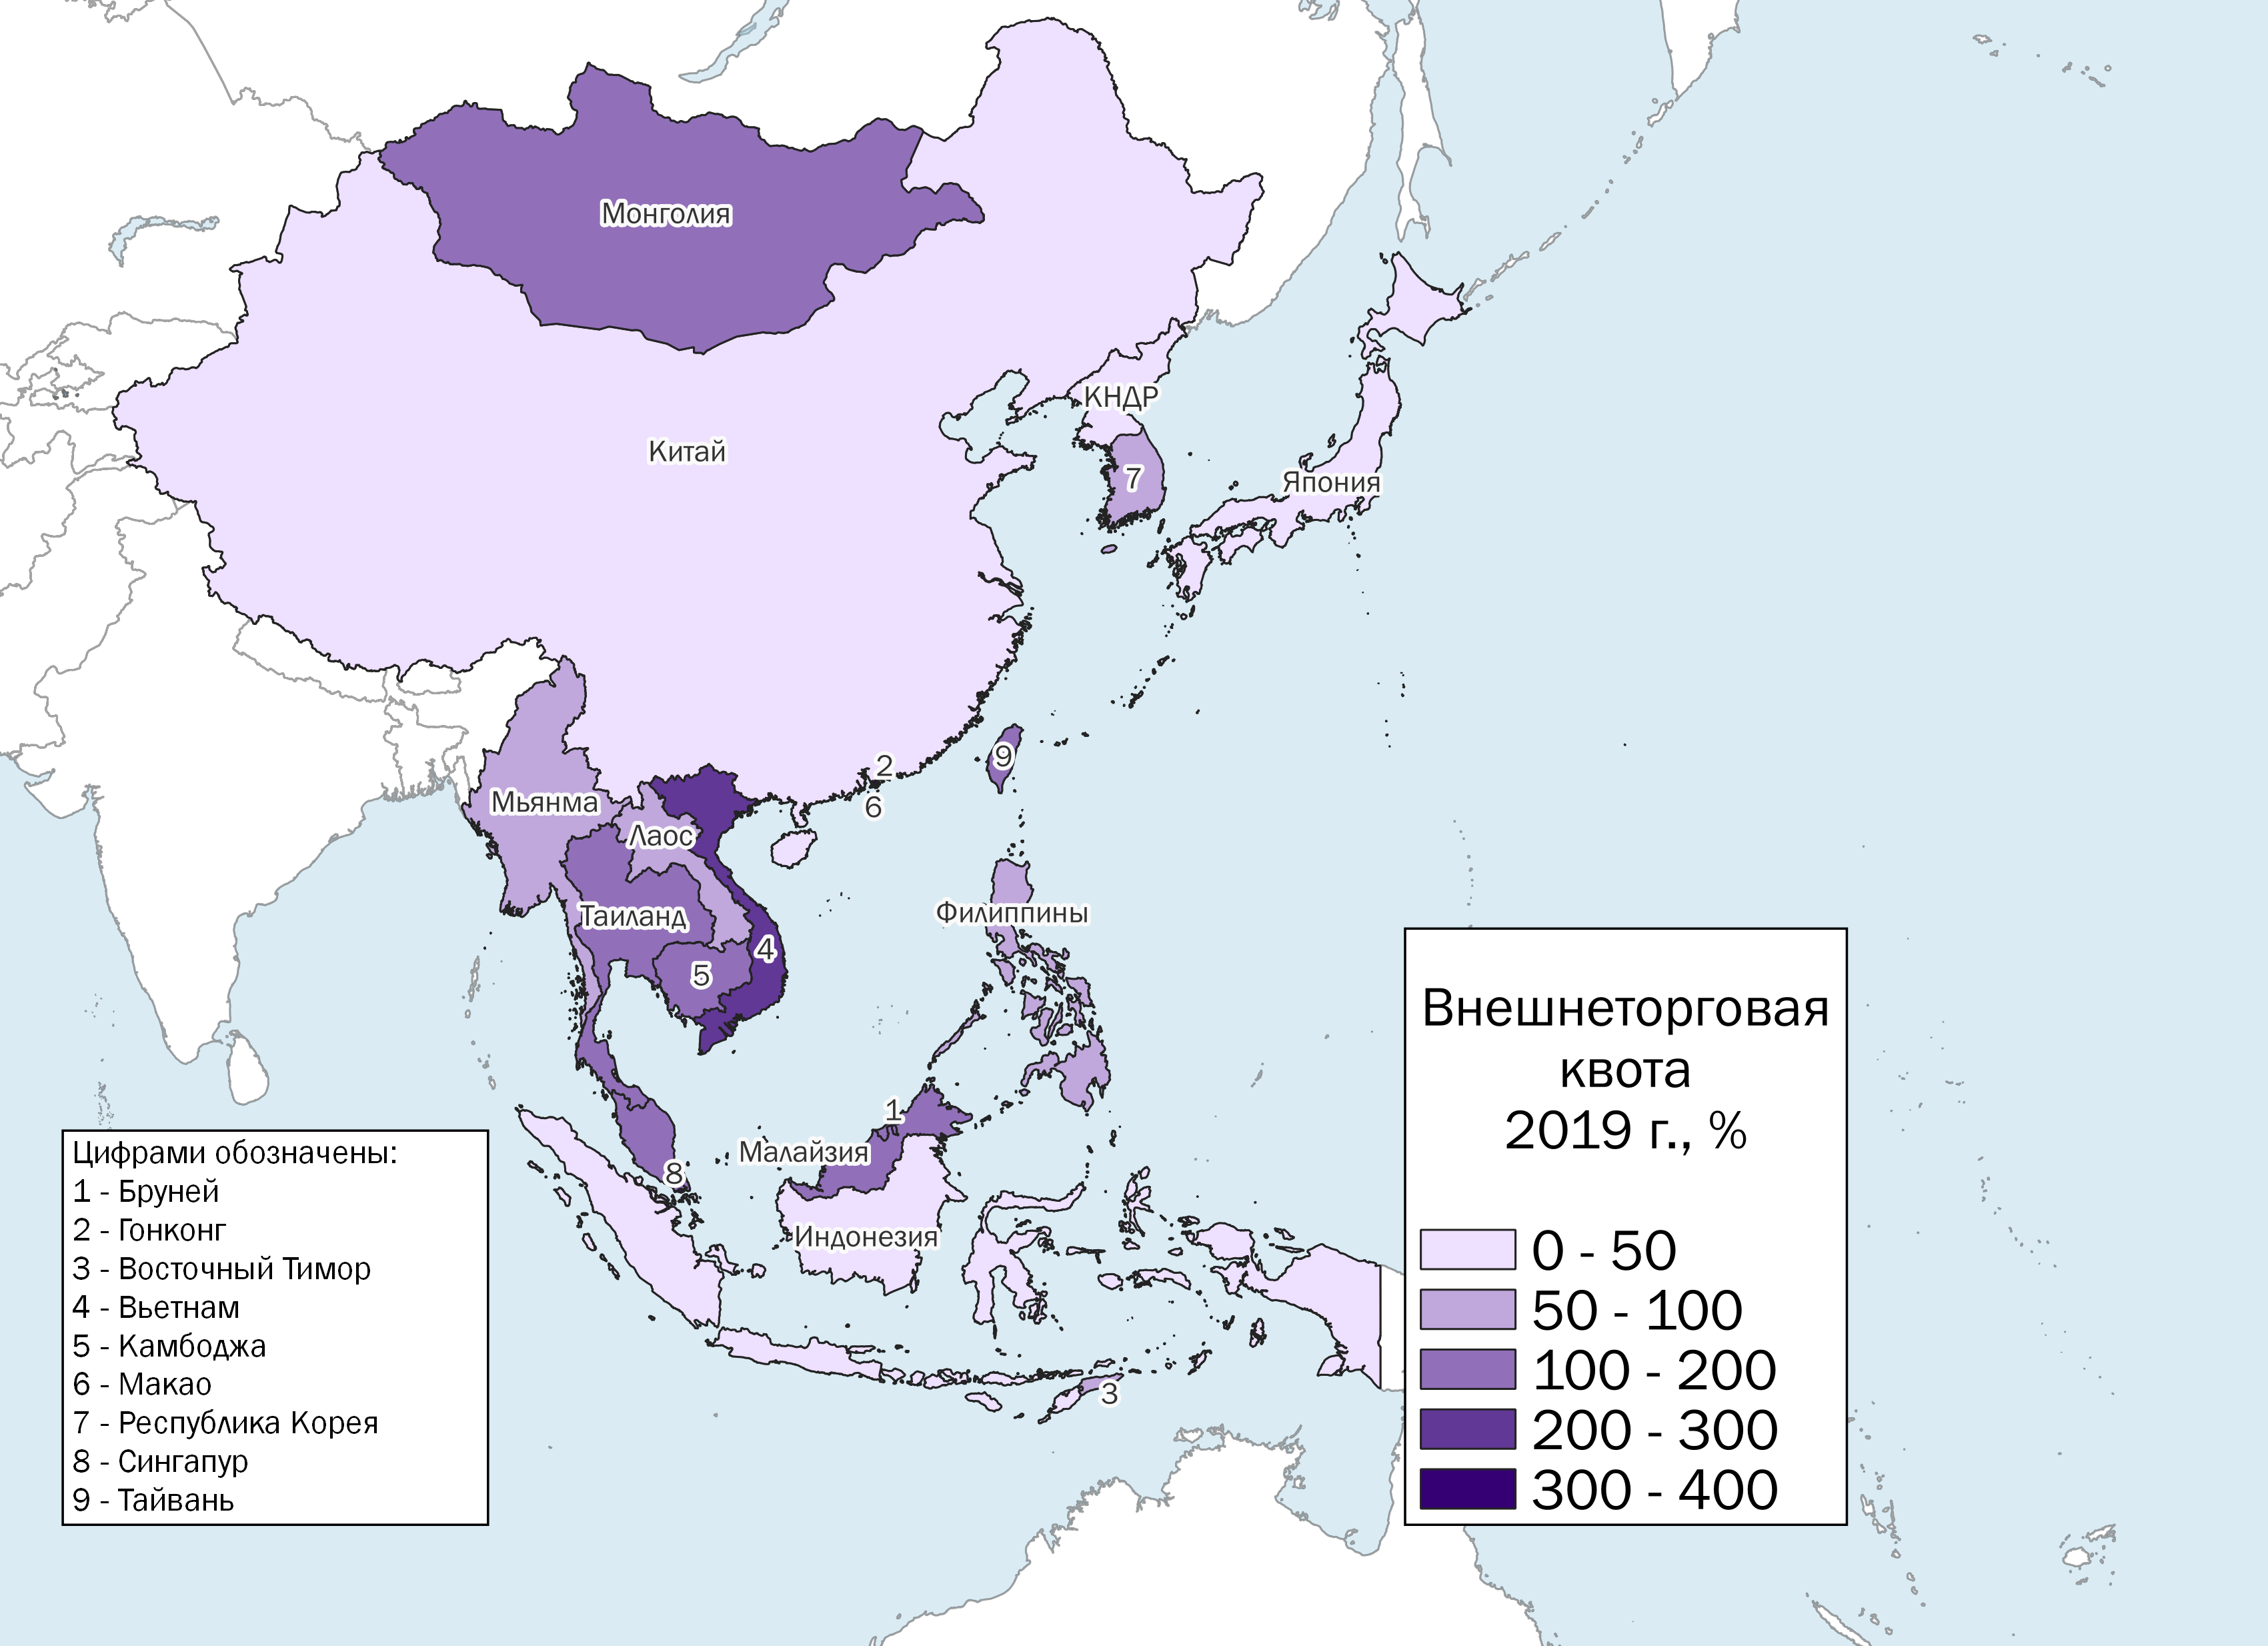 Монголия
КНДР
Китай
7
Япония
2
9
6
Мьянма
Лаос
Филиппины
Таиланд
4
5
1
Малайзия
8
Индонезия
3
Цифрами обозначены:
1 - Бруней
2 - Гонконг
3 - Восточный Тимор
4 - Вьетнам
5 - Камбоджа
6 - Макао
7 - Республика Корея
8 - Сингапур
9 - Тайвань
Внешнеторговая
квота
2019 г., %
0 - 50
50 - 100
100 - 200
200 - 300
300 - 400